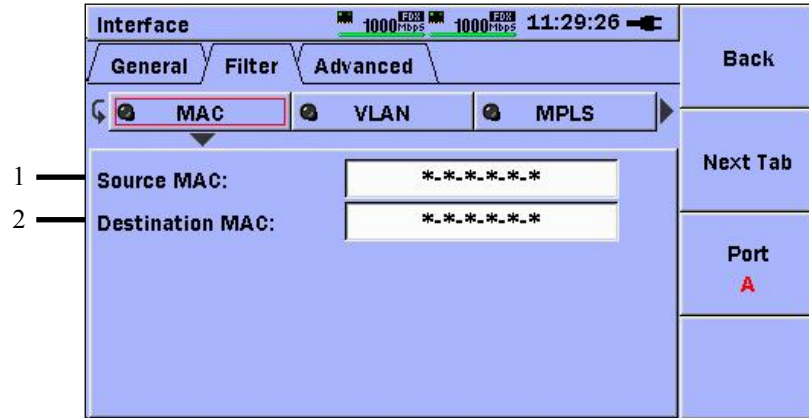 Interface 1000 FDX Mbps 1000 FDX Mbps 11:29:26
Back
General Filter Advanced
MAC VLAN MPLS
Next Tab
1 Source MAC: *-*-*-*-*-*
2 Destination MAC: *-*-*-*-*-*
Port
A